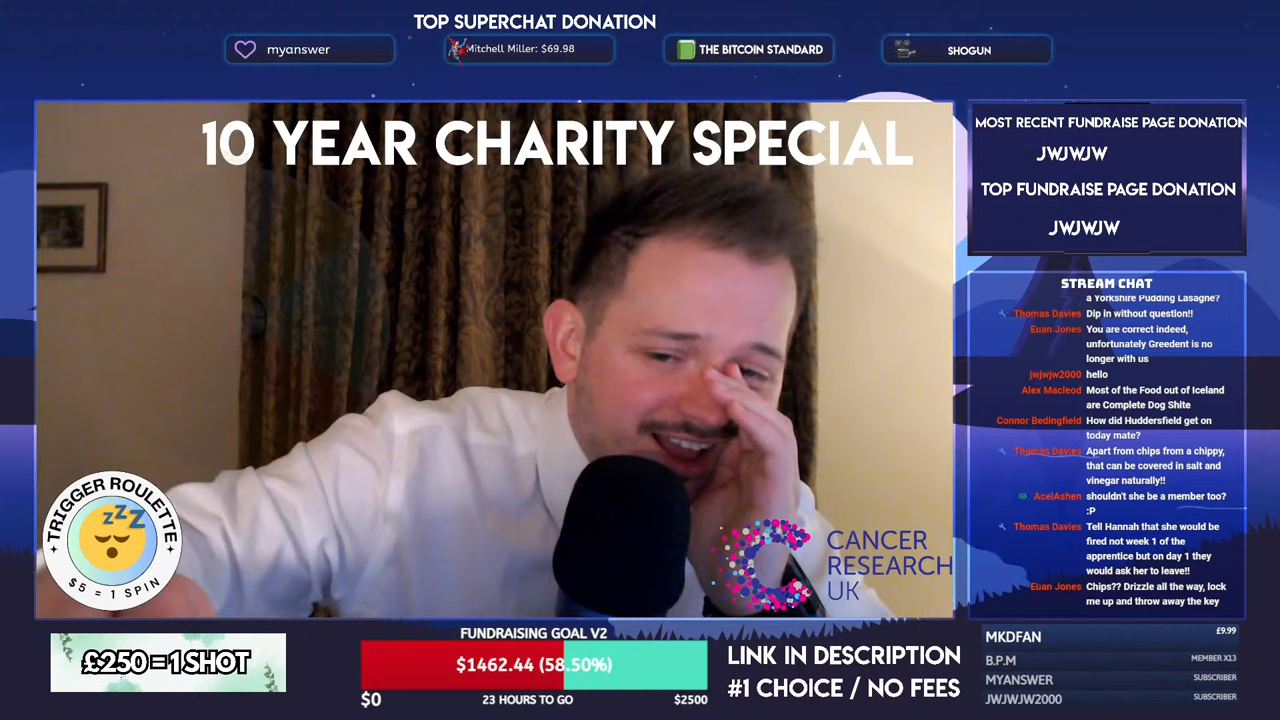 TOP SUPERCHAT DONATION
myanswer
Mitchell Miller: $69.98
THE BITCOIN STANDARD
SHOGUN
10 YEAR CHARITY SPECIAL
MOST RECENT FUNDRAISE PAGE DONATION
JWJWJW
TOP FUNDRAISE PAGE DONATION
JWJWJW
STREAM CHAT
a Yorkshire Pudding Lasagne?
Thomas Davies Dip in without question!!
Euan Jones You are correct indeed,
unfortunately Greedent is no
longer with us
jwjwjw2000 hello
Alex Macleod Most of the Food out of Iceland
are Complete Dog Shite
Connor Bedingfield How did Huddersfield get on
today mate?
Thomas Davies Apart from chips from a chippy,
that can be covered in salt and
vinegar naturally!!
AceiAshen shouldn't she be a member too?
:P
Thomas Davies Tell Hannah that she would be
fired not week 1 of the
apprentice but on day 1 they
would ask her to leave!!
Euan Jones Chips?? Drizzle all the way, lock
me up and throw away the key
TRIGGER ROULETTE
zzz
$5 = 1 SPIN
CANCER
RESEARCH
UK
£250 = 1 SHOT
FUNDRAISING GOAL V2
$1462.44 (58.50%)
$0
23 HOURS TO GO
$2500
LINK IN DESCRIPTION
#1 CHOICE / NO FEES
MKDFAN £9.99
B.P.M MEMBER X13
MYANSWER SUBSCRIBER
JWJWJW2000 SUBSCRIBER